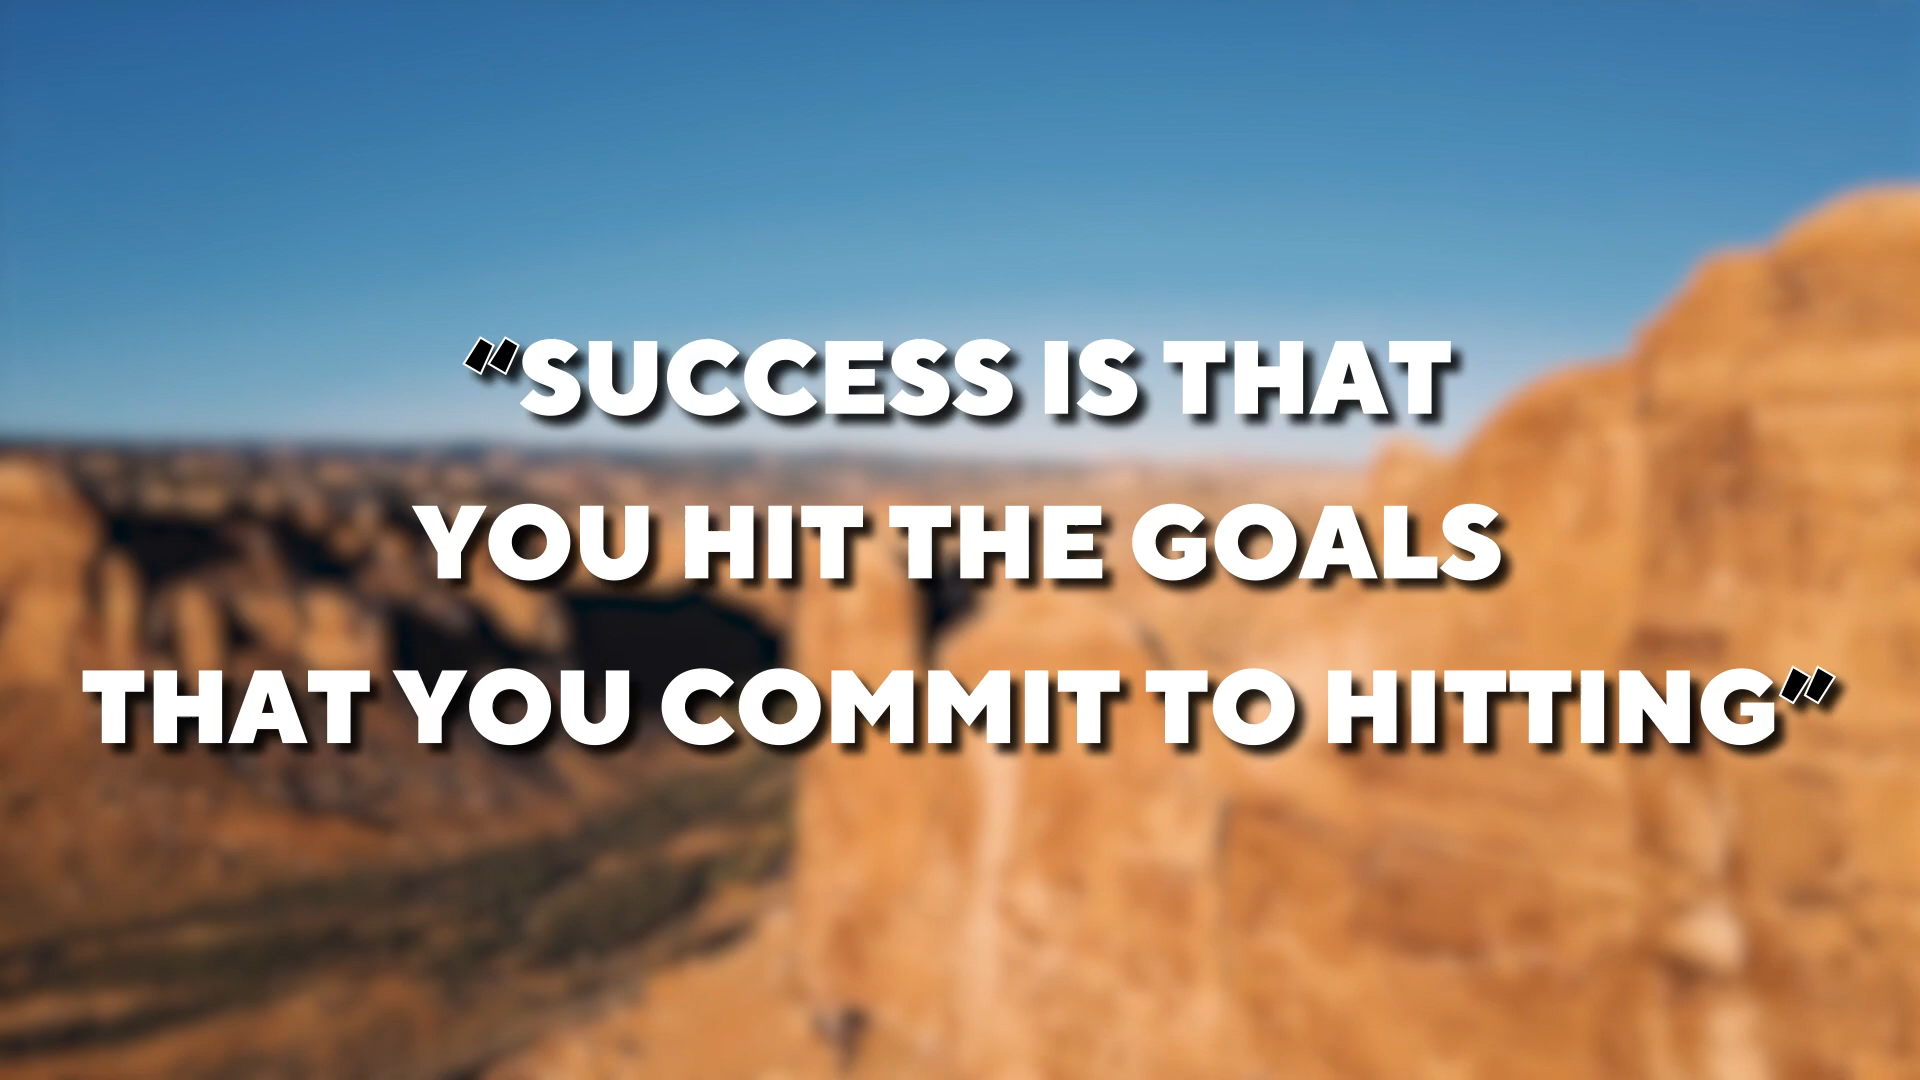 “SUCCESS IS THAT
YOU HIT THE GOALS
THAT YOU COMMIT TO HITTING”